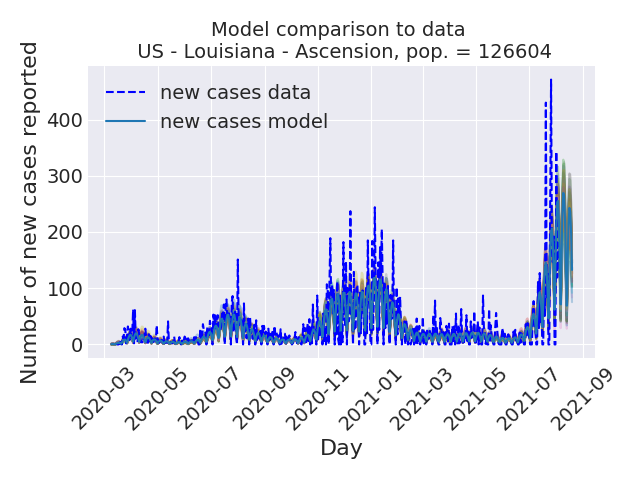 Model comparison to data
US - Louisiana - Ascension, pop. = 126604
Number of new cases reported
new cases data
new cases model
400
300
200
100
0
2020-03
2020-05
2020-07
2020-09
2020-11
2021-01
2021-03
2021-05
2021-07
2021-09
Day